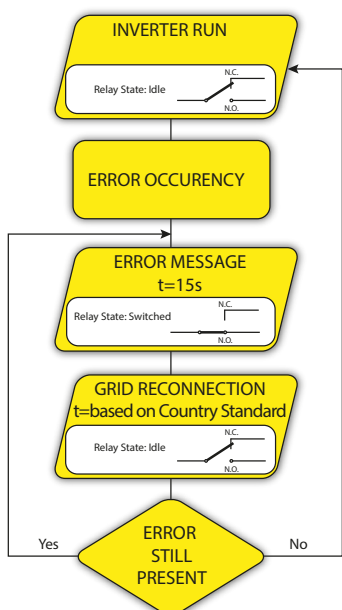 INVERTER RUN
N.C.
Relay State: Idle
N.O.
ERROR OCCURENCY
ERROR MESSAGE
t=15s
N.C.
Relay State: Switched
N.O.
GRID RECONNECTION
t=based on Country Standard
N.C.
Relay State: Idle
N.O.
Yes
ERROR
STILL
PRESENT
No